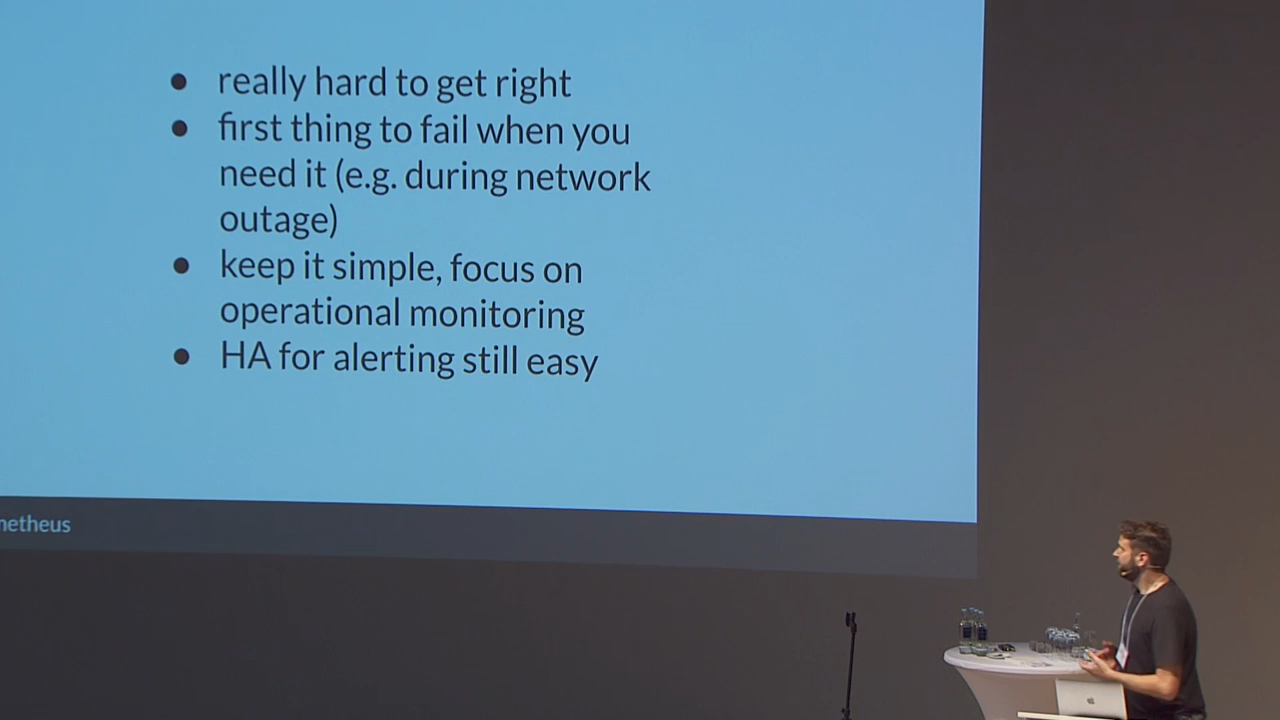 ● really hard to get right
● first thing to fail when you
need it (e.g. during network
outage)
● keep it simple, focus on
operational monitoring
● HA for alerting still easy
netheus